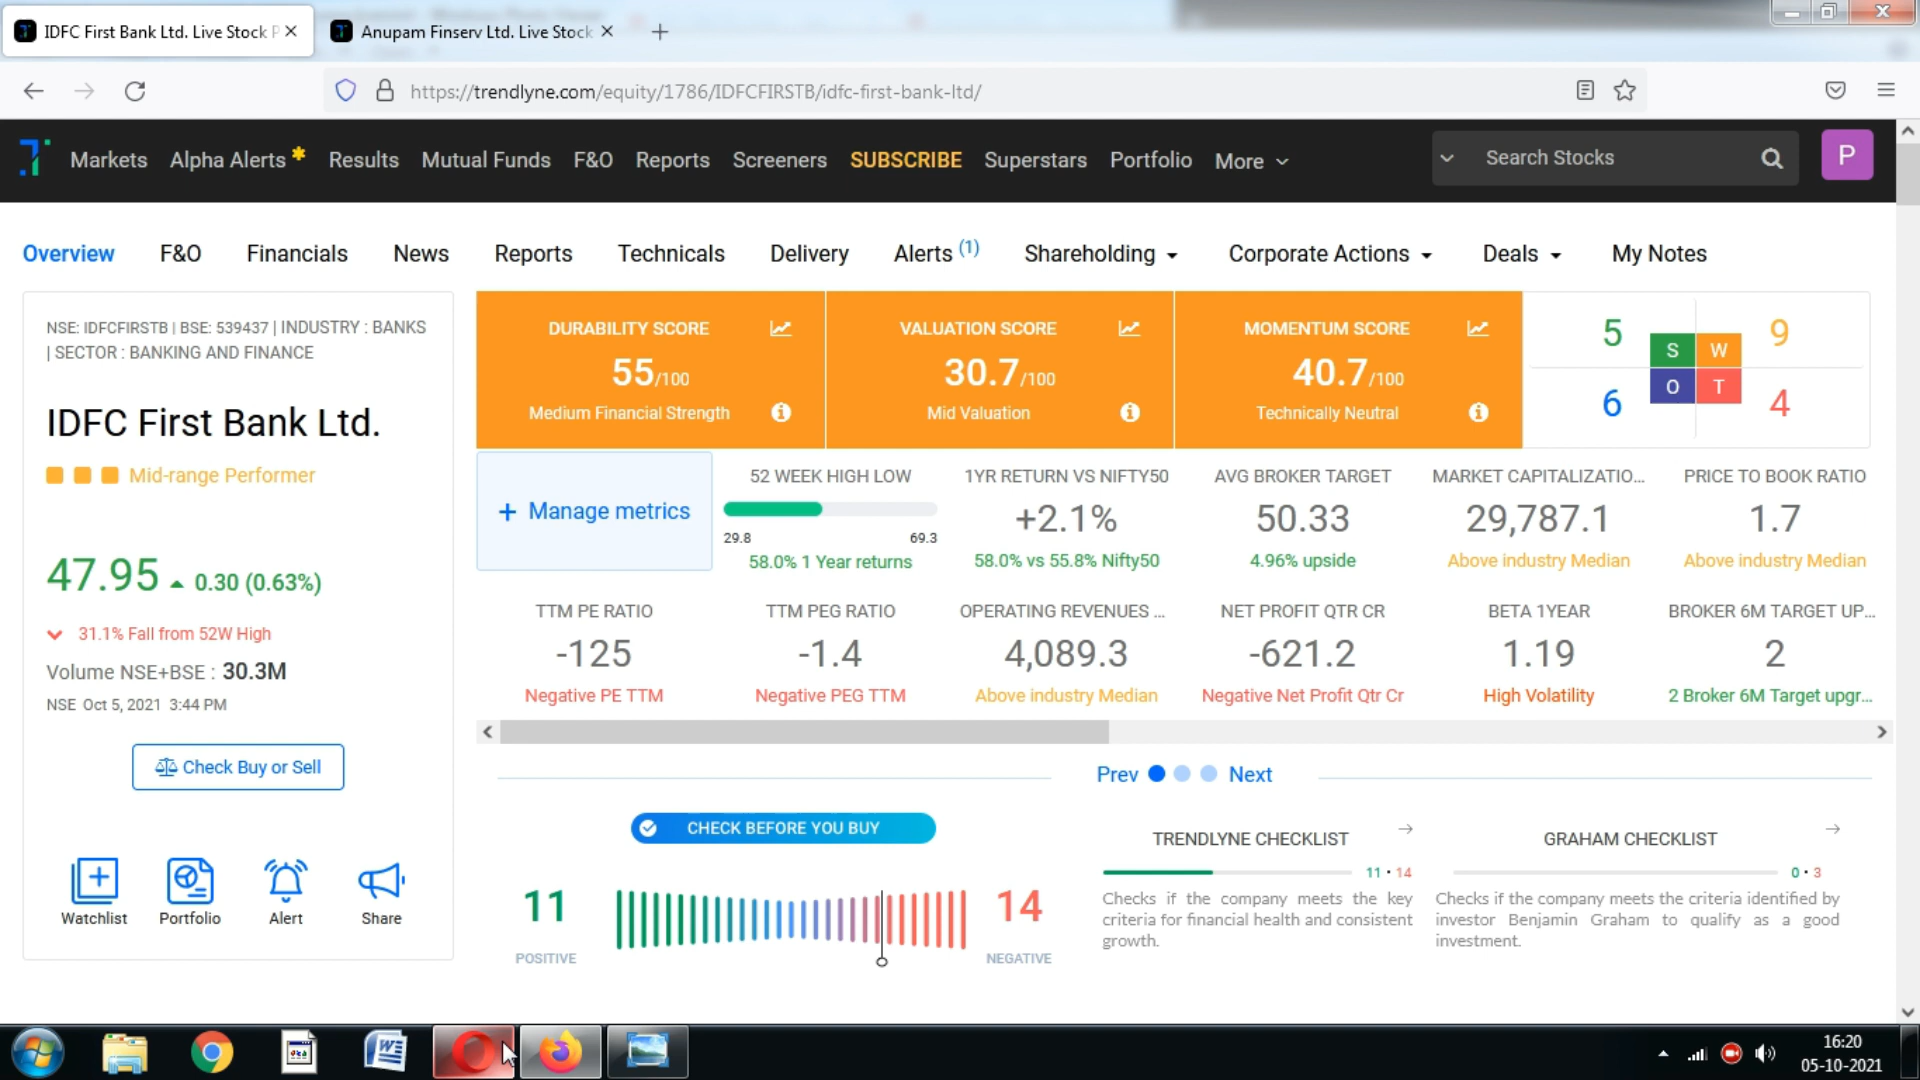 IDFC First Bank Ltd. Live Stock P
Anupam Finserv Ltd. Live Stock
https://trendlyne.com/equity/1786/IDFCFIRSTB/idfc-first-bank-ltd/
Markets Alpha Alerts * Results Mutual Funds F&O Reports Screeners SUBSCRIBE Superstars Portfolio More Search Stocks P
Overview F&O Financials News Reports Technicals Delivery Alerts (1) Shareholding Corporate Actions Deals My Notes
NSE: IDFCFIRSTB | BSE: 539437 | INDUSTRY : BANKS
| SECTOR : BANKING AND FINANCE
IDFC First Bank Ltd.
Mid-range Performer
47.95 0.30 (0.63%)
31.1% Fall from 52W High
Volume NSE+BSE : 30.3M
NSE Oct 5, 2021 3:44 PM
Check Buy or Sell
Watchlist Portfolio Alert Share
DURABILITY SCORE
55/100
Medium Financial Strength
VALUATION SCORE
30.7/100
Mid Valuation
MOMENTUM SCORE
40.7/100
Technically Neutral
5 S W 9
6 O T 4
+ Manage metrics
52 WEEK HIGH LOW
29.8 69.3
58.0% 1 Year returns
1YR RETURN VS NIFTY50
+2.1%
58.0% vs 55.8% Nifty50
AVG BROKER TARGET
50.33
4.96% upside
MARKET CAPITALIZATIO...
29,787.1
Above industry Median
PRICE TO BOOK RATIO
1.7
Above industry Median
TTM PE RATIO
-125
Negative PE TTM
TTM PEG RATIO
-1.4
Negative PEG TTM
OPERATING REVENUES ...
4,089.3
Above industry Median
NET PROFIT QTR CR
-621.2
Negative Net Profit Qtr Cr
BETA 1YEAR
1.19
High Volatility
BROKER 6M TARGET UP...
2
2 Broker 6M Target upgr...
Prev Next
CHECK BEFORE YOU BUY
11
POSITIVE
14
NEGATIVE
TRENDLYNE CHECKLIST
11 • 14
Checks if the company meets the key
criteria for financial health and consistent
growth.
GRAHAM CHECKLIST
0 • 3
Checks if the company meets the criteria identified by
investor Benjamin Graham to qualify as a good
investment.
16:20
05-10-2021